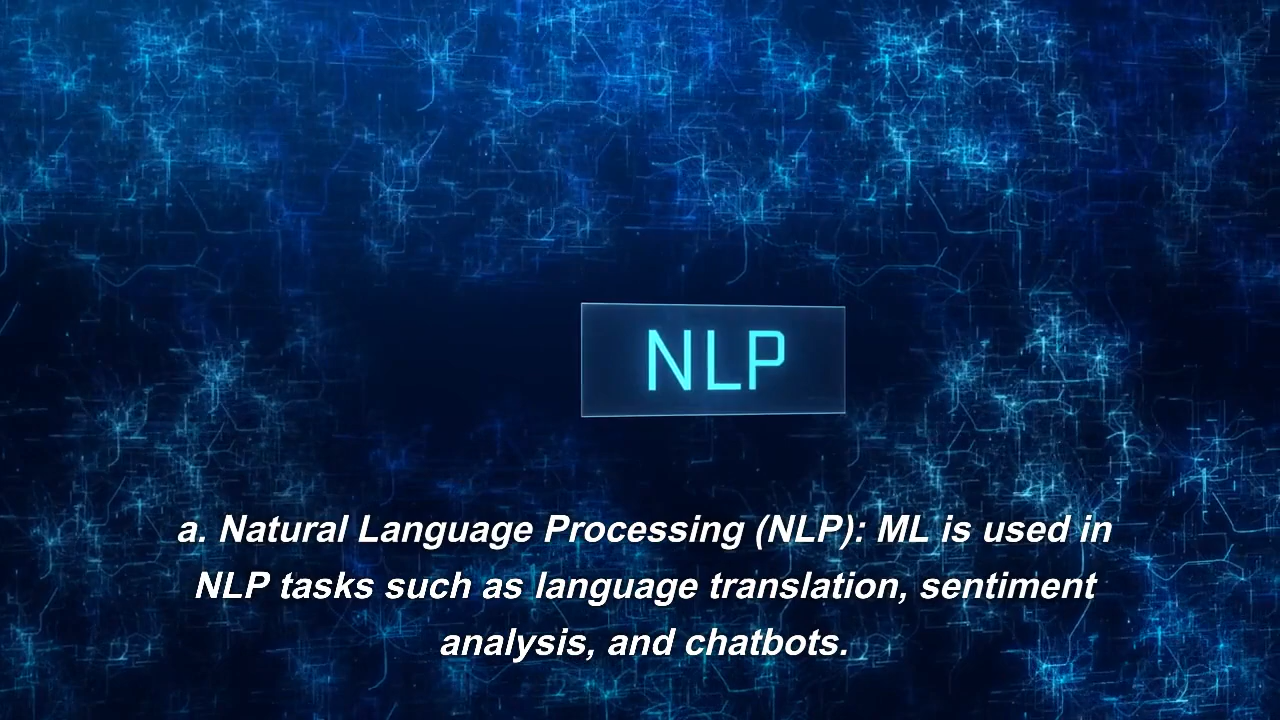 NLP
a. Natural Language Processing (NLP): ML is used in
NLP tasks such as language translation, sentiment
analysis, and chatbots.